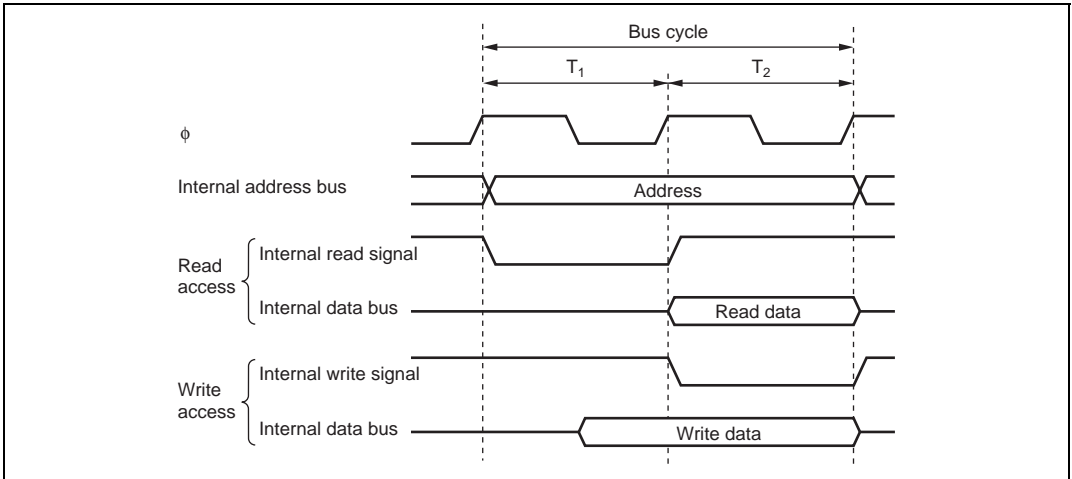 Bus cycle
T₁
T₂
ϕ
Internal address bus
Address
Read access
Internal read signal
Internal data bus
Read data
Write access
Internal write signal
Internal data bus
Write data